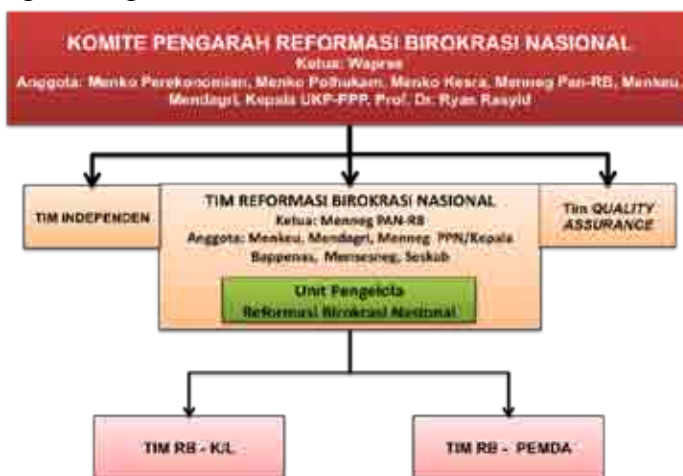 KOMITE PENGARAH REFORMASI BIROKRASI NASIONAL
Ketua: Wapres
Anggota: Menko Perekonomian, Menko Polhukam, Menko Kesra, Menneg Pan-RB, Menkeu,
Mendagri, Kepala UKP-PPP, Prof. Dr. Ryas Rasyid
TIM INDEPENDEN
TIM REFORMASI BIROKRASI NASIONAL
Ketua: Menneg PAN-RB
Anggota: Menkeu, Mendagri, Menneg PPN/Kepala
Bappenas, Mensesneg, Seskab
Unit Pengelola
Reformasi Birokrasi Nasional
Tim QUALITY
ASSURANCE
TIM RB - K/L
TIM RB - PEMDA